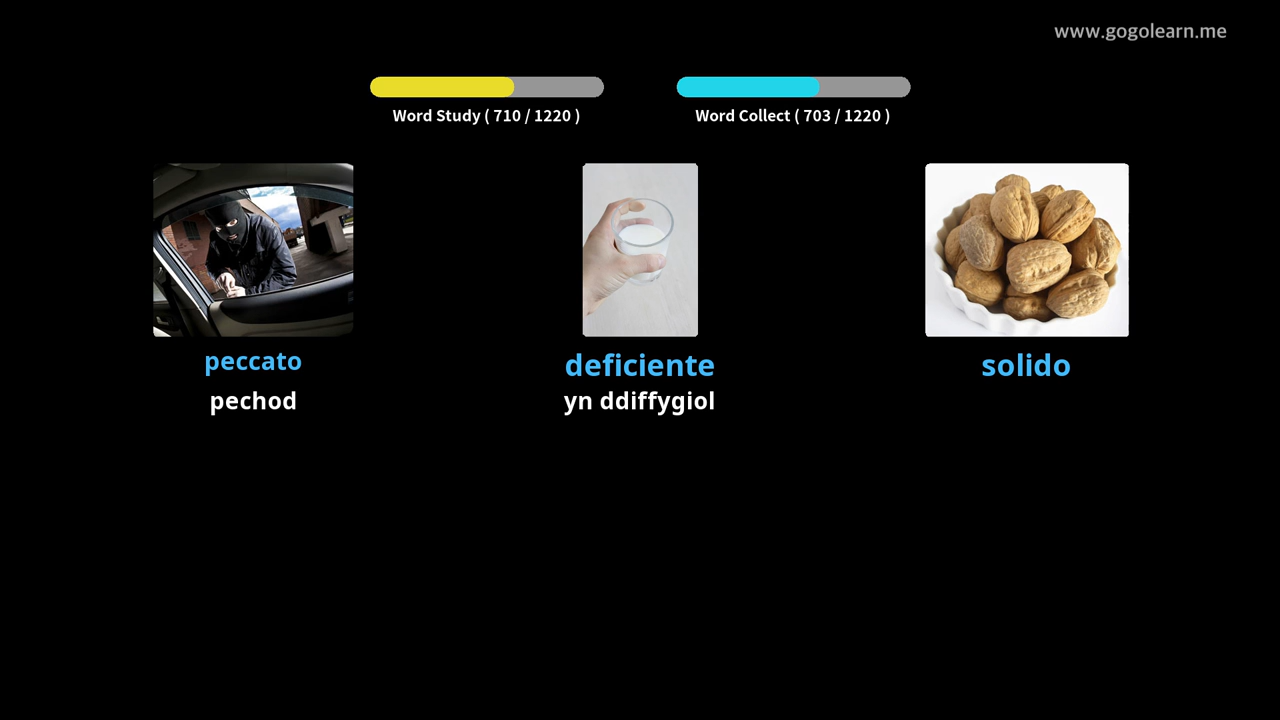 www.gogolearn.me
Word Study ( 710 / 1220 )
Word Collect ( 703 / 1220 )
peccato
pechod
deficiente
yn ddiffygiol
solido